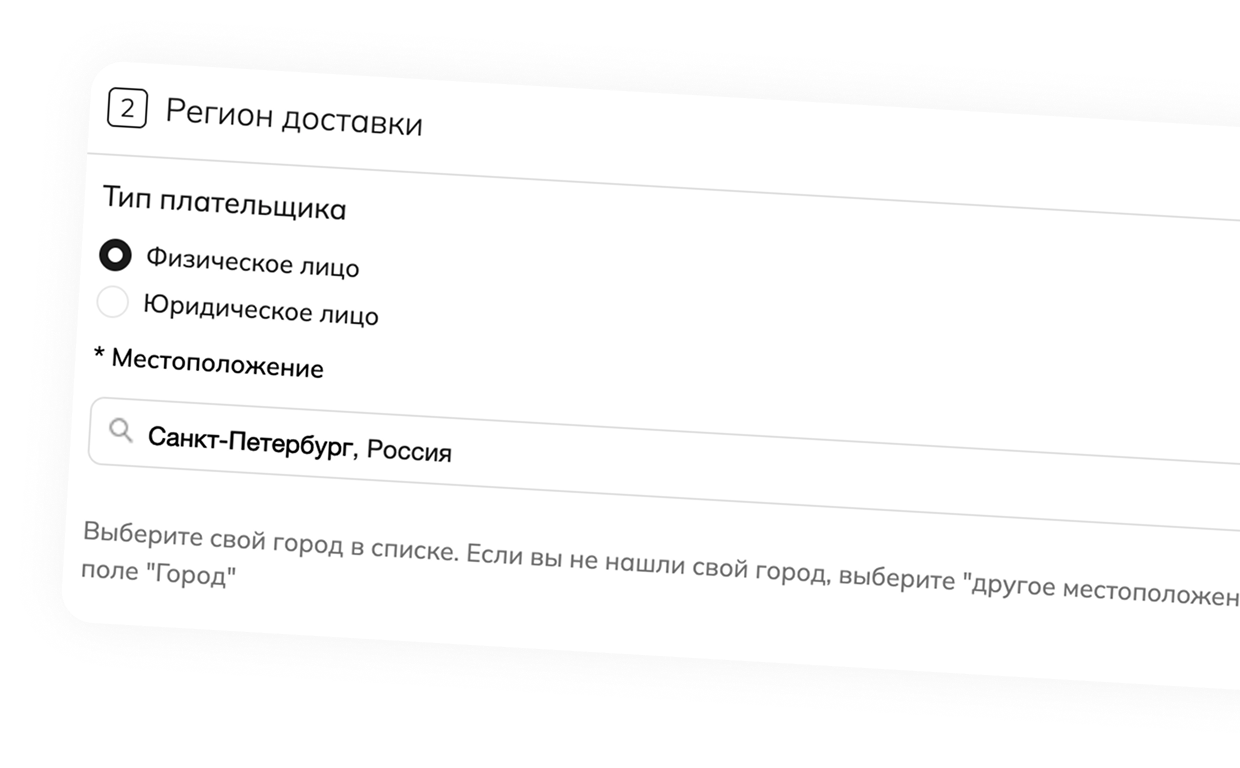 2 Регион доставки
Тип плательщика
Физическое лицо
Юридическое лицо
* Местоположение
Санкт-Петербург, Россия
Выберите свой город в списке. Если вы не нашли свой город, выберите "другое местоположен
поле "Город"